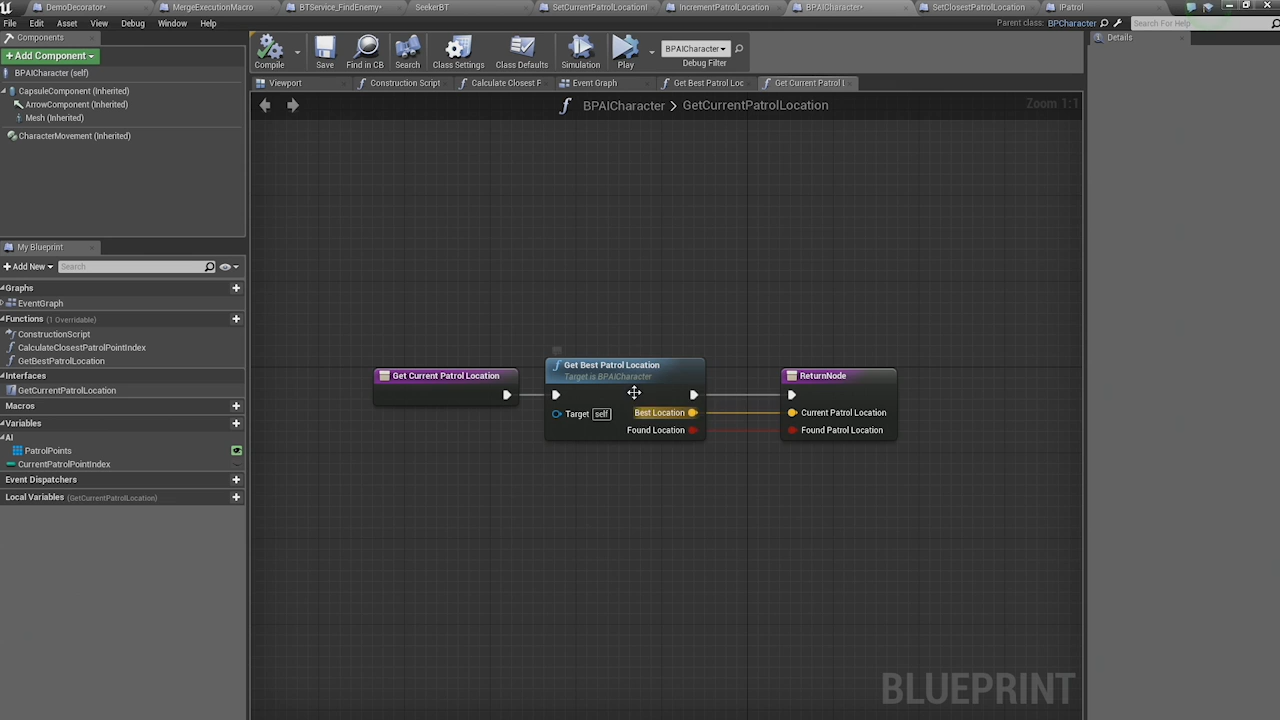 DemoDecorator*
MergeExecutionMacro
BTService_FindEnemy*
SeekerBT
SetCurrentPatrolLocationI
IncrementPatrolLocation
BPAICharacter*
SetClosestPatrolLocation
IPatrol
File Edit Asset View Debug Window Help
Parent class: BPCharacter
Search For Help
Components
+Add Component
BPAICharacter (self)
CapsuleComponent (Inherited)
ArrowComponent (Inherited)
Mesh (Inherited)
CharacterMovement (Inherited)
My Blueprint
+Add New
Search
Graphs
EventGraph
Functions (1 Overridable)
ConstructionScript
CalculateClosestPatrolPointIndex
GetBestPatrolLocation
Interfaces
GetCurrentPatrolLocation
Macros
Variables
AI
PatrolPoints
CurrentPatrolPointIndex
Event Dispatchers
Local Variables (GetCurrentPatrolLocation)
Compile
Save
Find in CB
Search
Class Settings
Class Defaults
Simulation
Play
BPAICharacter
Debug Filter
Viewport
Construction Script
Calculate Closest F
Event Graph
Get Best Patrol Loc
Get Current Patrol L
BPAICharacter > GetCurrentPatrolLocation
Zoom 1:1
Get Current Patrol Location
Get Best Patrol Location
Target is BPAICharacter
Target self
Best Location
Found Location
ReturnNode
Current Patrol Location
Found Patrol Location
BLUEPRINT
Details